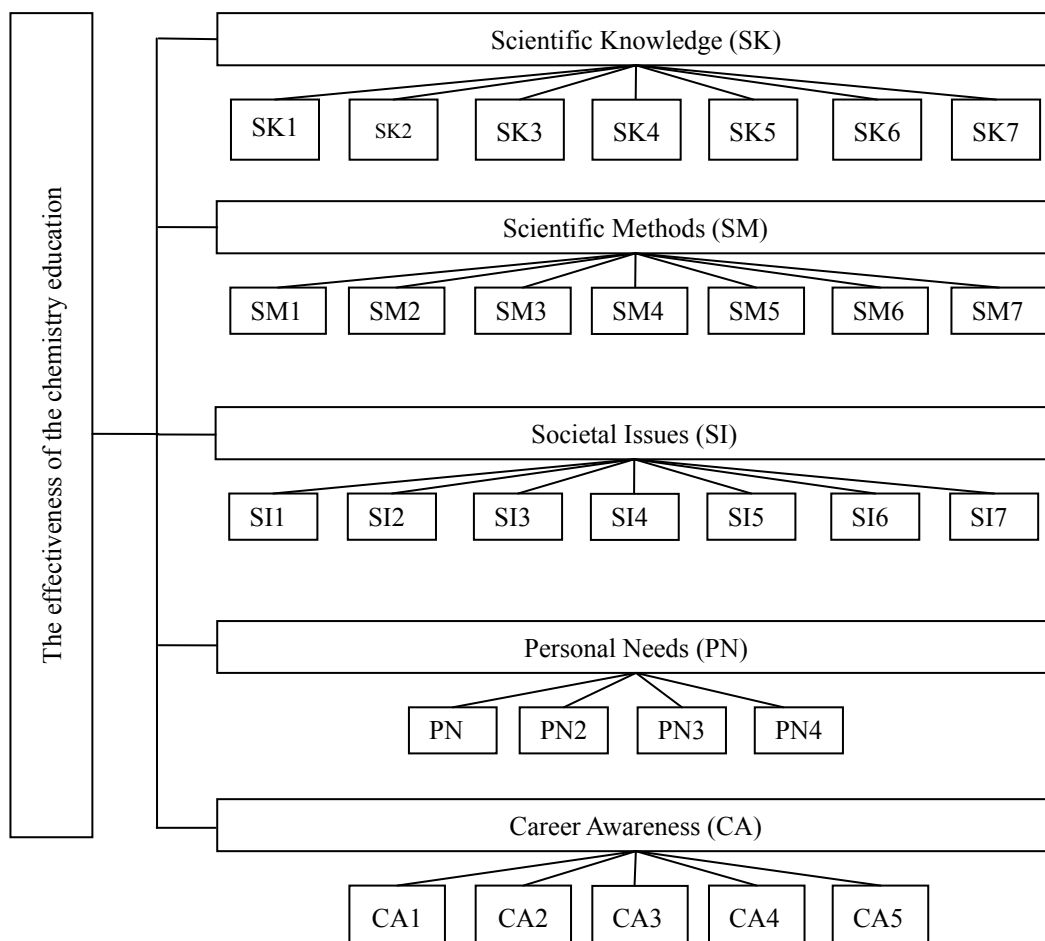 The effectiveness of the chemistry education
Scientific Knowledge (SK)
SK1
SK2
SK3
SK4
SK5
SK6
SK7
Scientific Methods (SM)
SM1
SM2
SM3
SM4
SM5
SM6
SM7
Societal Issues (SI)
SI1
SI2
SI3
SI4
SI5
SI6
SI7
Personal Needs (PN)
PN
PN2
PN3
PN4
Career Awareness (CA)
CA1
CA2
CA3
CA4
CA5